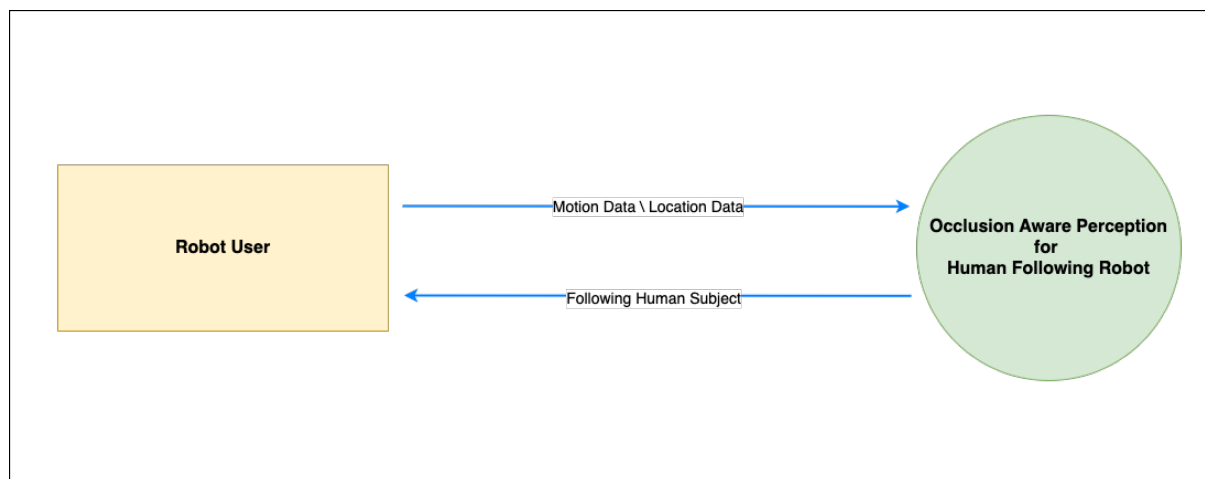 Robot User
Motion Data \ Location Data
Following Human Subject
Occlusion Aware Perception
for
Human Following Robot